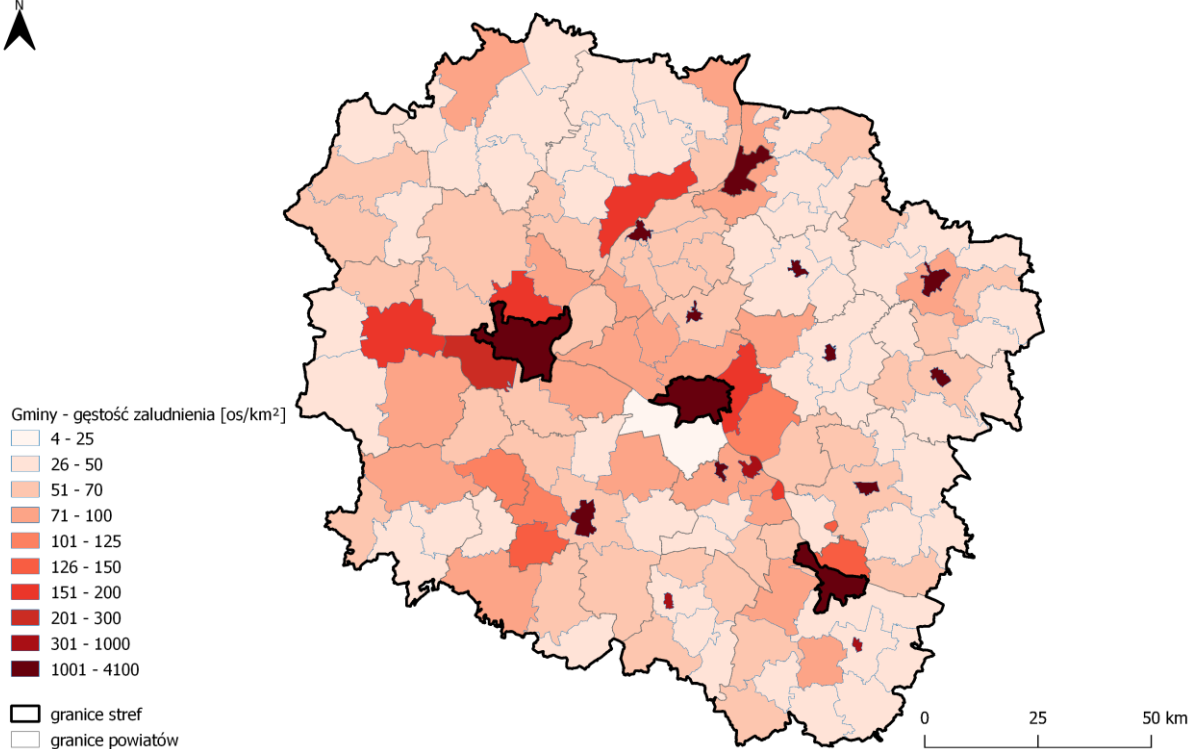 N
Gminy - gęstość zaludnienia [os/km²]
4 - 25
26 - 50
51 - 70
71 - 100
101 - 125
126 - 150
151 - 200
201 - 300
301 - 1000
1001 - 4100
granice stref
granice powiatów
0 25 50 km